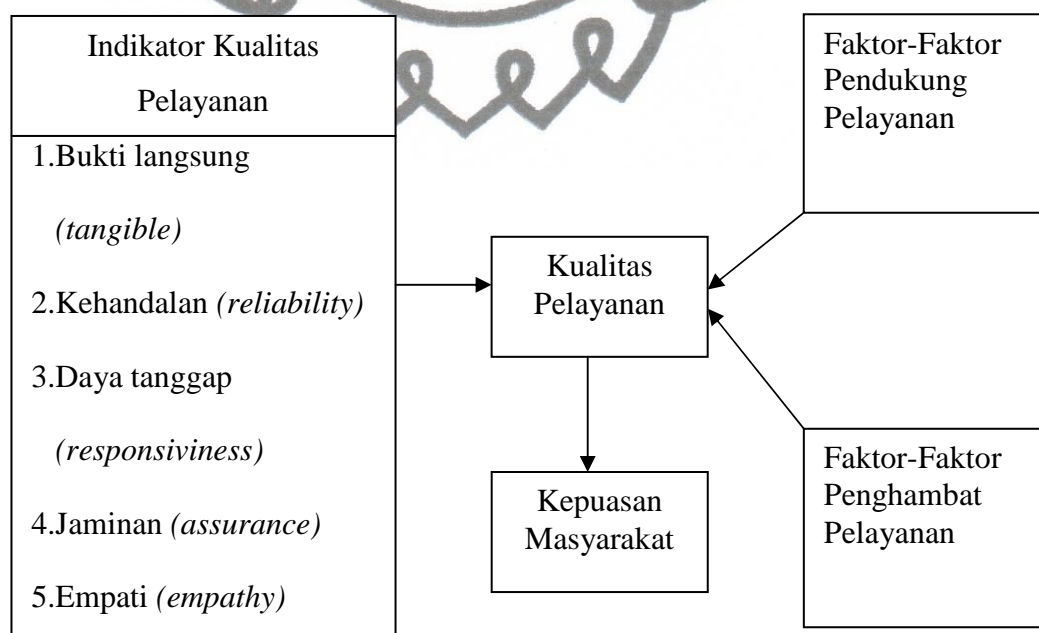 Indikator Kualitas
Pelayanan
1.Bukti langsung
(tangible)
2.Kehandalan (reliability)
3.Daya tanggap
(responsiviness)
4.Jaminan (assurance)
5.Empati (empathy)
Kualitas
Pelayanan
Kepuasan
Masyarakat
Faktor-Faktor
Pendukung
Pelayanan
Faktor-Faktor
Penghambat
Pelayanan